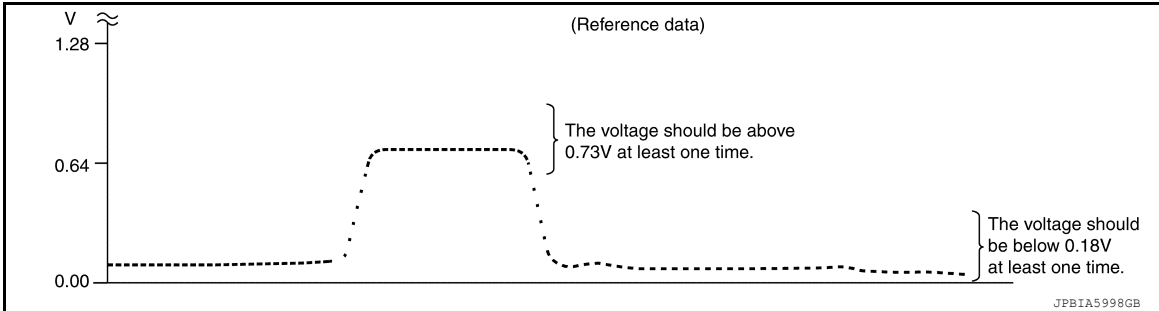 V
(Reference data)
1.28
The voltage should be above
0.73V at least one time.
0.64
The voltage should
be below 0.18V
at least one time.
0.00
JPBIA5998GB